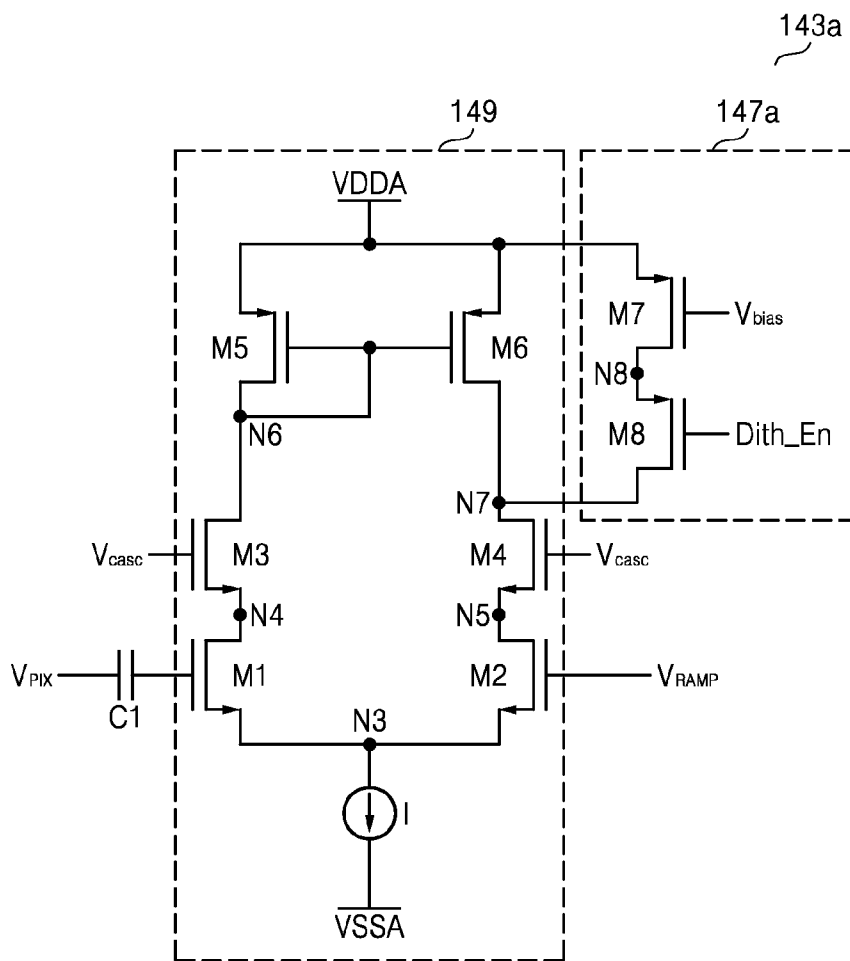 143a
149
147a
VDDA
M5
M6
M7
Vbias
N8
M8
Dith_En
N6
N7
Vcasc
M3
M4
Vcasc
N4
N5
VPIX
C1
M1
M2
VRAMP
N3
I
VSSA